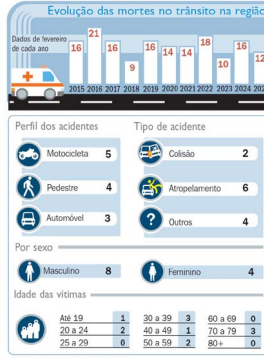 Evolução das mortes no trânsito na região
Dados de fevereiro
de cada ano
16 21 16 9 16 14 14 18 10 16 12
2015 2016 2017 2018 2019 2020 2021 2022 2023 2024
Perfil dos acidentes
Motocicleta 5
Pedestre 4
Automóvel 3
Tipo de acidente
Colisão 2
Atropelamento 6
? Outros 4
Por sexo
Masculino 8
Feminino 4
Idade das vítimas
Até 19 1
20 a 24 2
25 a 29 0
30 a 39 3
40 a 49 1
50 a 59 2
60 a 69 0
70 a 79 3
80+ 0